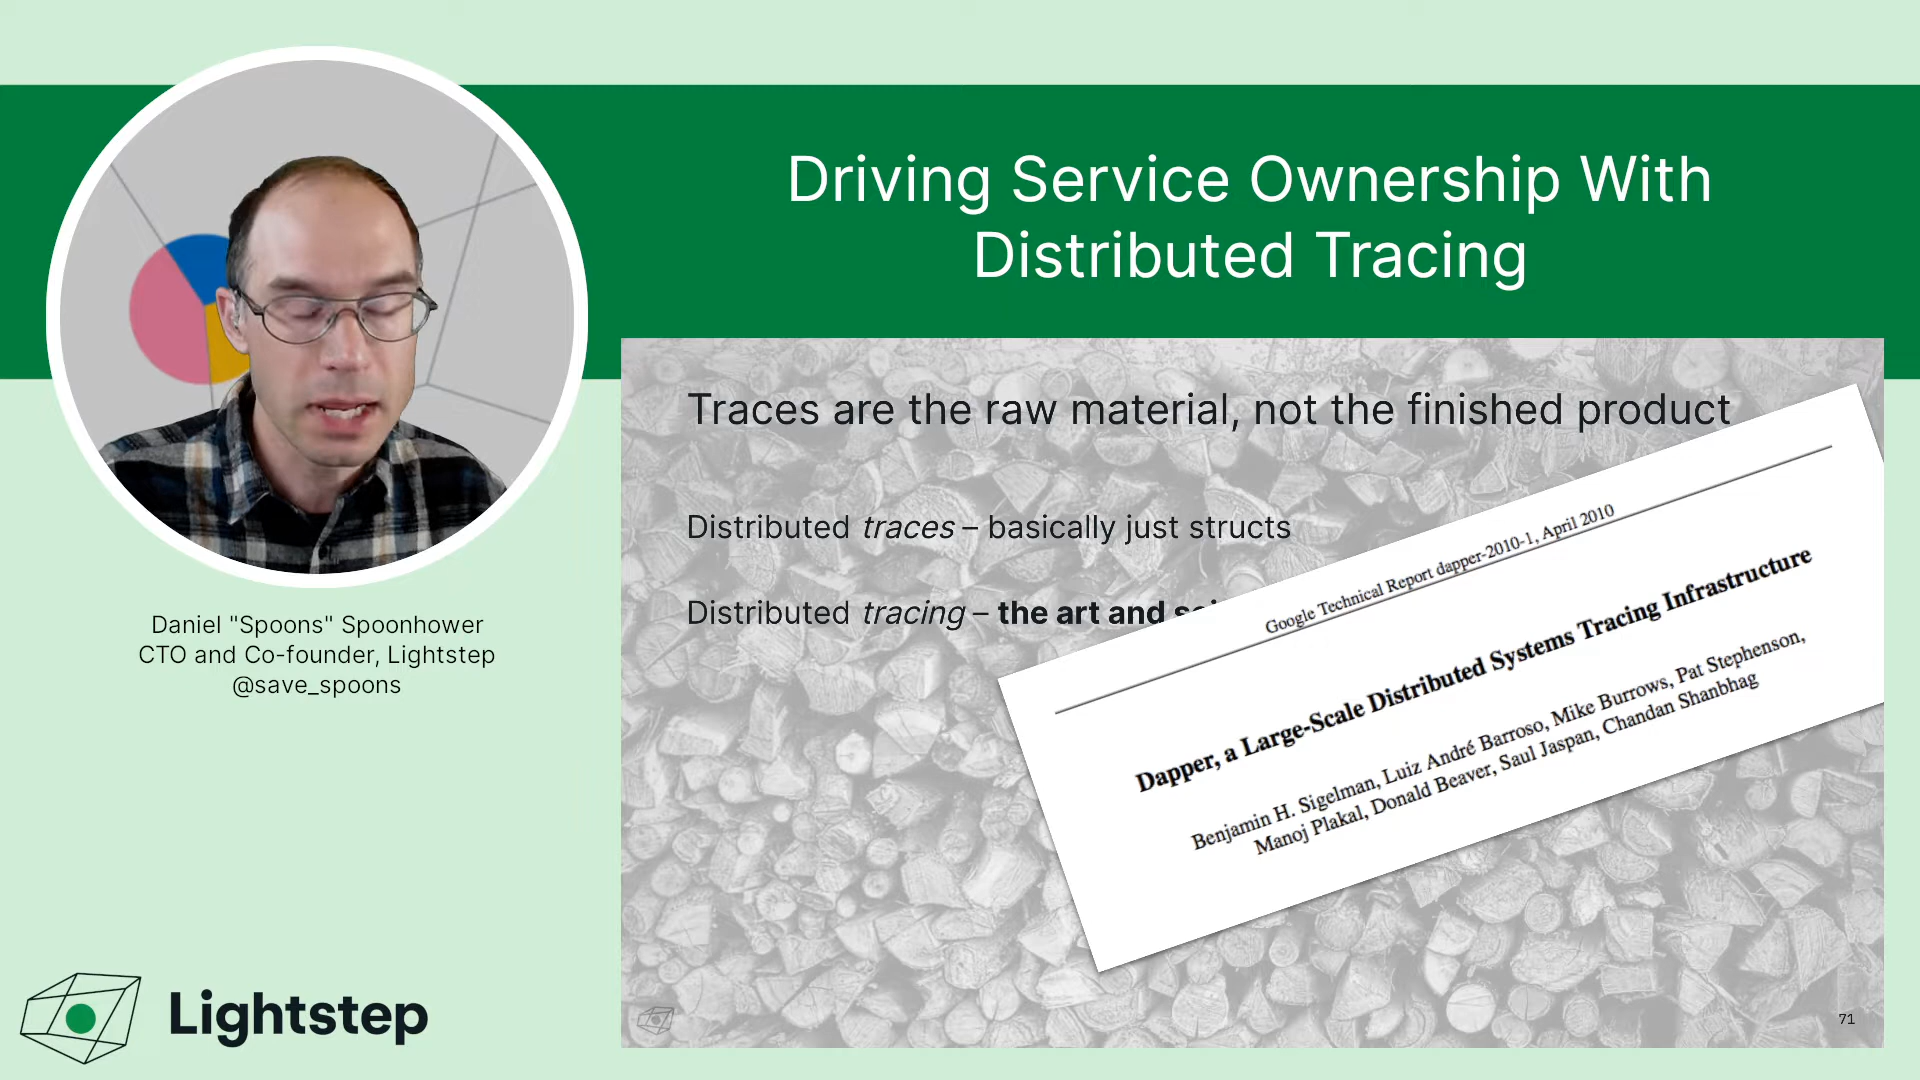 Driving Service Ownership With
Distributed Tracing
Daniel "Spoons" Spoonhower
CTO and Co-founder, Lightstep
@save_spoons
Lightstep
Traces are the raw material, not the finished product
Distributed traces – basically just structs
Distributed tracing – the art and
Google Technical Report dapper-2010-1, April 2010
Dapper, a Large-Scale Distributed Systems Tracing Infrastructure
Benjamin H. Sigelman, Luiz André Barroso, Mike Burrows, Pat Stephenson,
Manoj Plakal, Donald Beaver, Saul Jaspan, Chandan Shanbhag
71